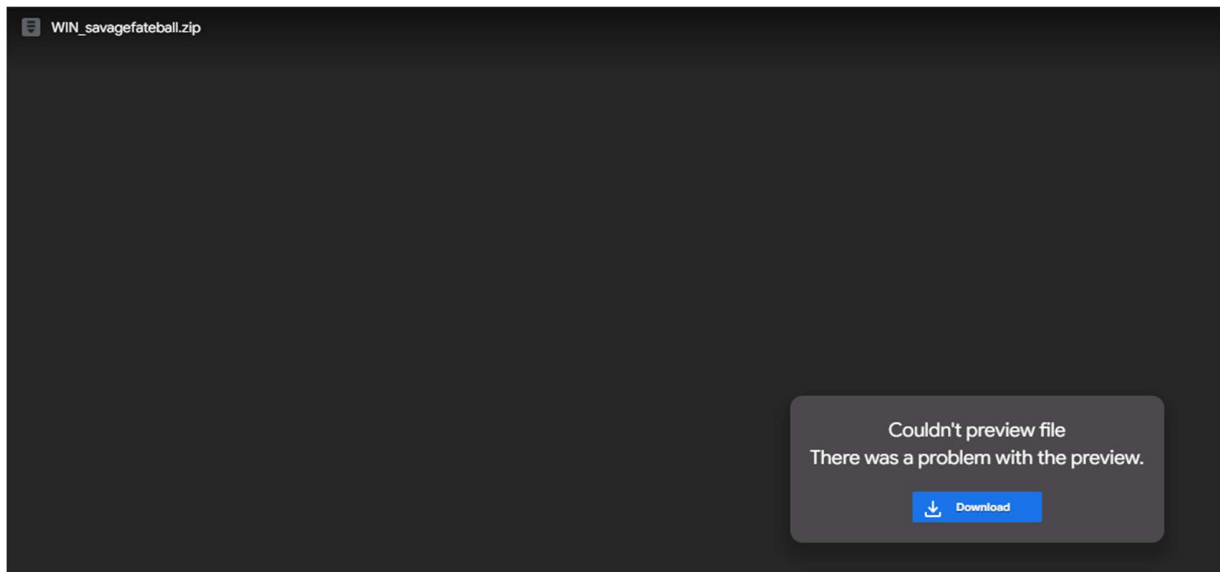 WIN_savagefateball.zip
Couldn't preview file
There was a problem with the preview.
Download